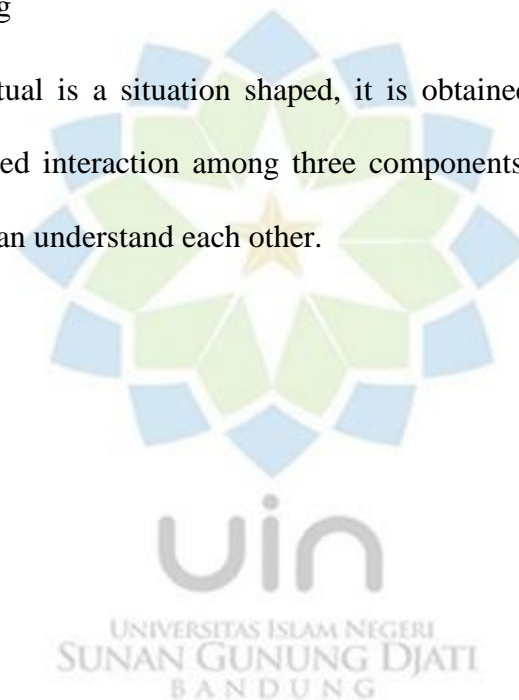 g
tual is a situation shaped, it is obtained
ed interaction among three components
an understand each other.
uin
UNIVERSITAS ISLAM NEGERI
SUNAN GUNUNG DJATI
BANDUNG